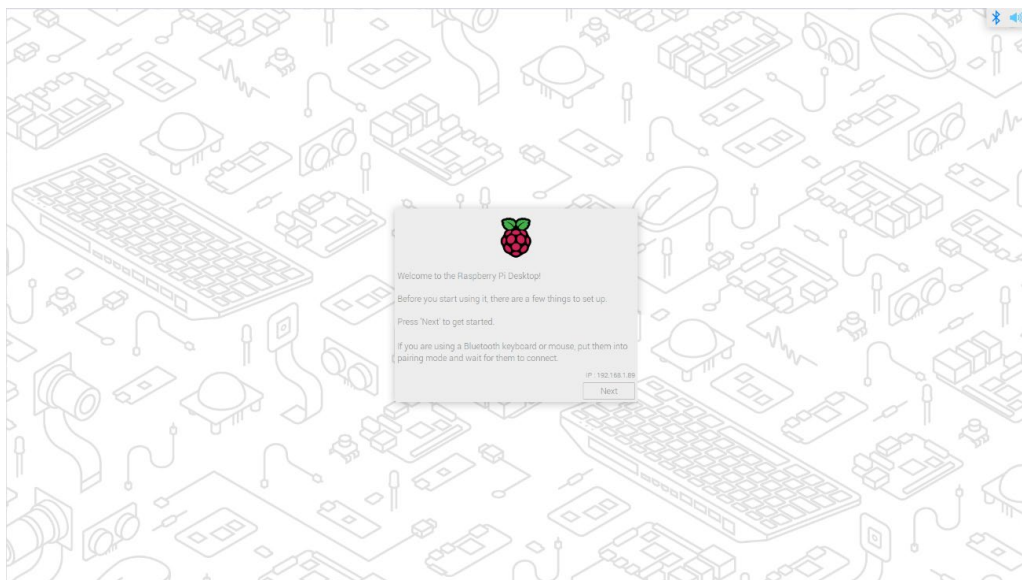 Welcome to the Raspberry Pi Desktop!
Before you start using it, there are a few things to set up.
Press 'Next' to get started.
If you are using a Bluetooth keyboard or mouse, put them into
pairing mode and wait for them to connect.
IP : 192.168.1.89
Next